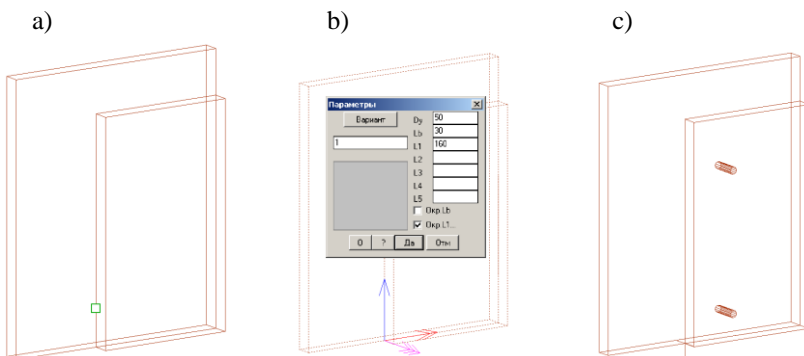 a) b) c)
Параметры
Вариант
Dy 50
Lb 30
1
L1 160
L2
L3
L4
L5
Окр.Lb
Окр.L1...
0 ? Да Отм